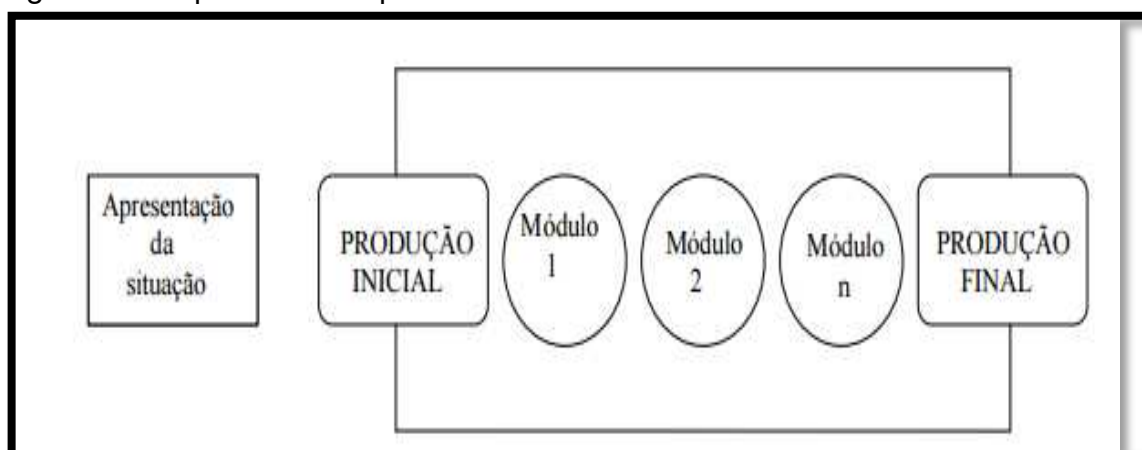 Apresentação
da
situação
PRODUÇÃO
INICIAL
Módulo
1
Módulo
2
Módulo
n
PRODUÇÃO
FINAL